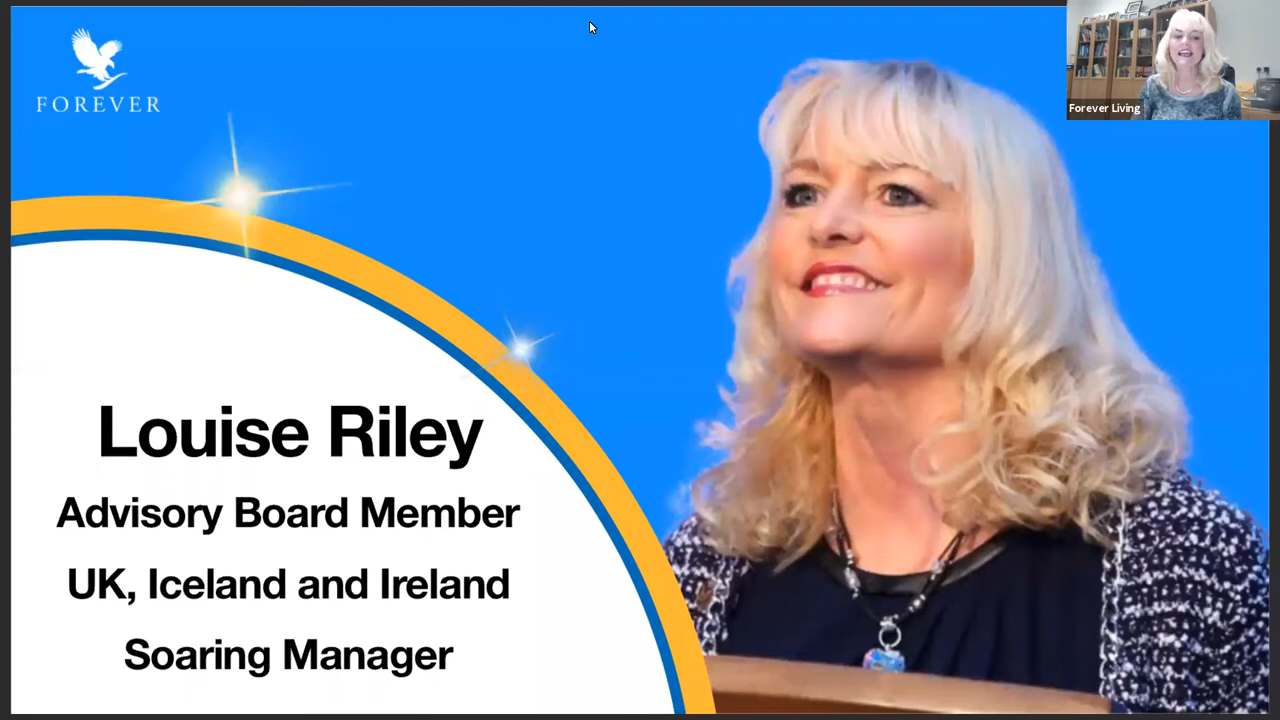 FOREVER
Forever Living
Louise Riley
Advisory Board Member
UK, Iceland and Ireland
Soaring Manager